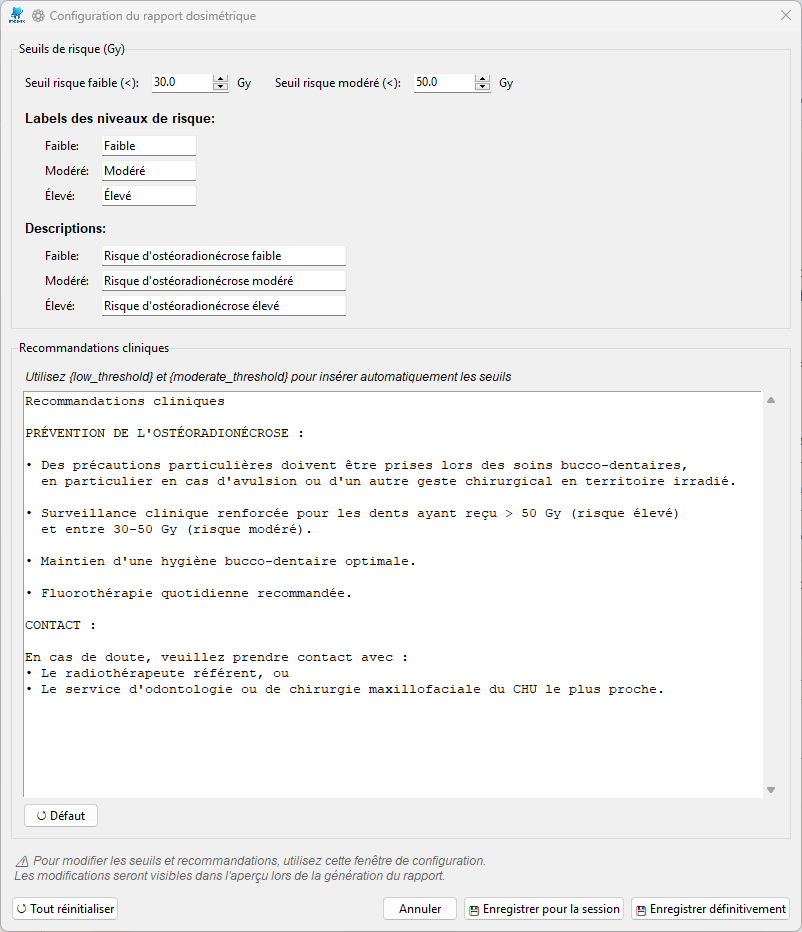 Configuration du rapport dosimétrique
Seuils de risque (Gy)
Seuil risque faible (<): 30.0 Gy Seuil risque modéré (<): 50.0 Gy
Labels des niveaux de risque:
Faible: Faible
Modéré: Modéré
Élevé: Élevé
Descriptions:
Faible: Risque d'ostéoradionécrose faible
Modéré: Risque d'ostéoradionécrose modéré
Élevé: Risque d'ostéoradionécrose élevé
Recommandations cliniques
Utilisez {low_threshold} et {moderate_threshold} pour insérer automatiquement les seuils
Recommandations cliniques
PRÉVENTION DE L'OSTÉORADIONÉCROSE :
• Des précautions particulières doivent être prises lors des soins bucco-dentaires,
en particulier en cas d'avulsion ou d'un autre geste chirurgical en territoire irradié.
• Surveillance clinique renforcée pour les dents ayant reçu > 50 Gy (risque élevé)
et entre 30-50 Gy (risque modéré).
• Maintien d'une hygiène bucco-dentaire optimale.
• Fluorothérapie quotidienne recommandée.
CONTACT :
En cas de doute, veuillez prendre contact avec :
• Le radiothérapeute référent, ou
• Le service d'odontologie ou de chirurgie maxillofaciale du CHU le plus proche.
Défaut
⚠ Pour modifier les seuils et recommandations, utilisez cette fenêtre de configuration.
Les modifications seront visibles dans l'aperçu lors de la génération du rapport.
Tout réinitialiser Annuler Enregistrer pour la session Enregistrer définitivement